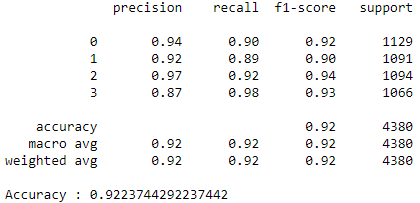 precision recall f1-score support
0 0.94 0.90 0.92 1129
1 0.92 0.89 0.90 1091
2 0.97 0.92 0.94 1094
3 0.87 0.98 0.93 1066
accuracy 0.92 4380
macro avg 0.92 0.92 0.92 4380
weighted avg 0.92 0.92 0.92 4380
Accuracy : 0.9223744292237442